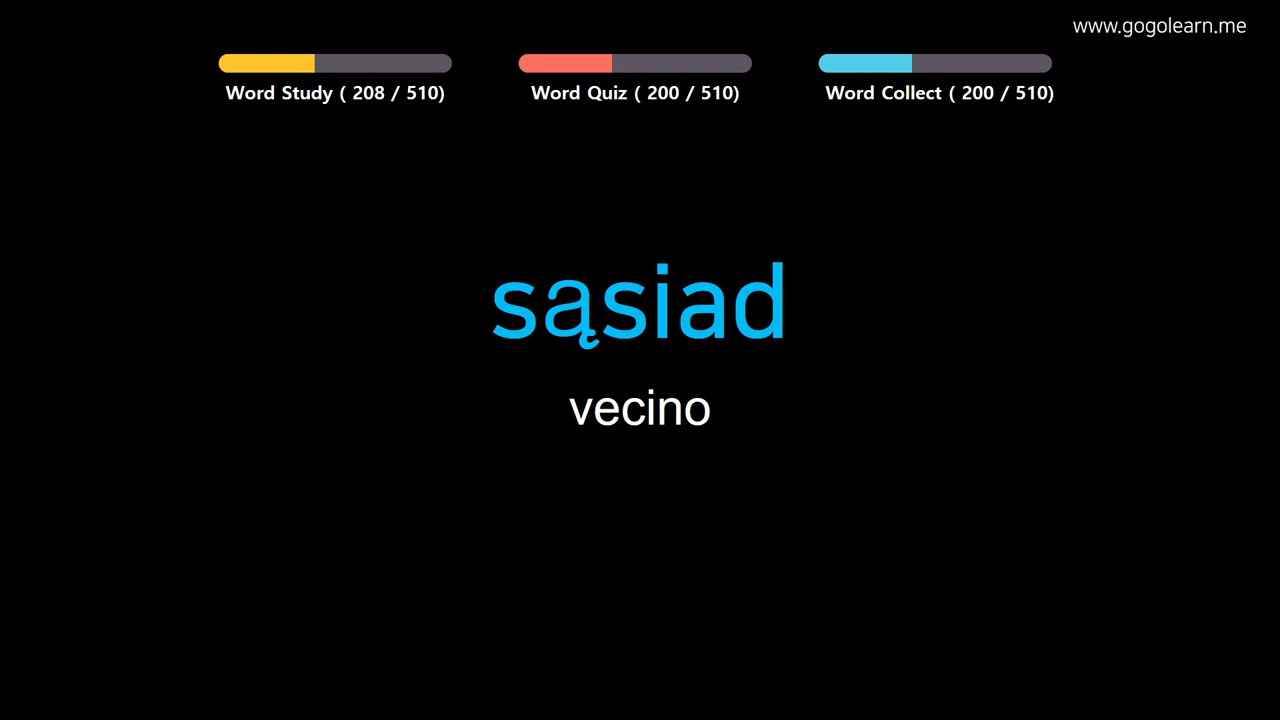 www.gogolearn.me
Word Study ( 208 / 510)
Word Quiz ( 200 / 510)
Word Collect ( 200 / 510)
sąsiad
vecino